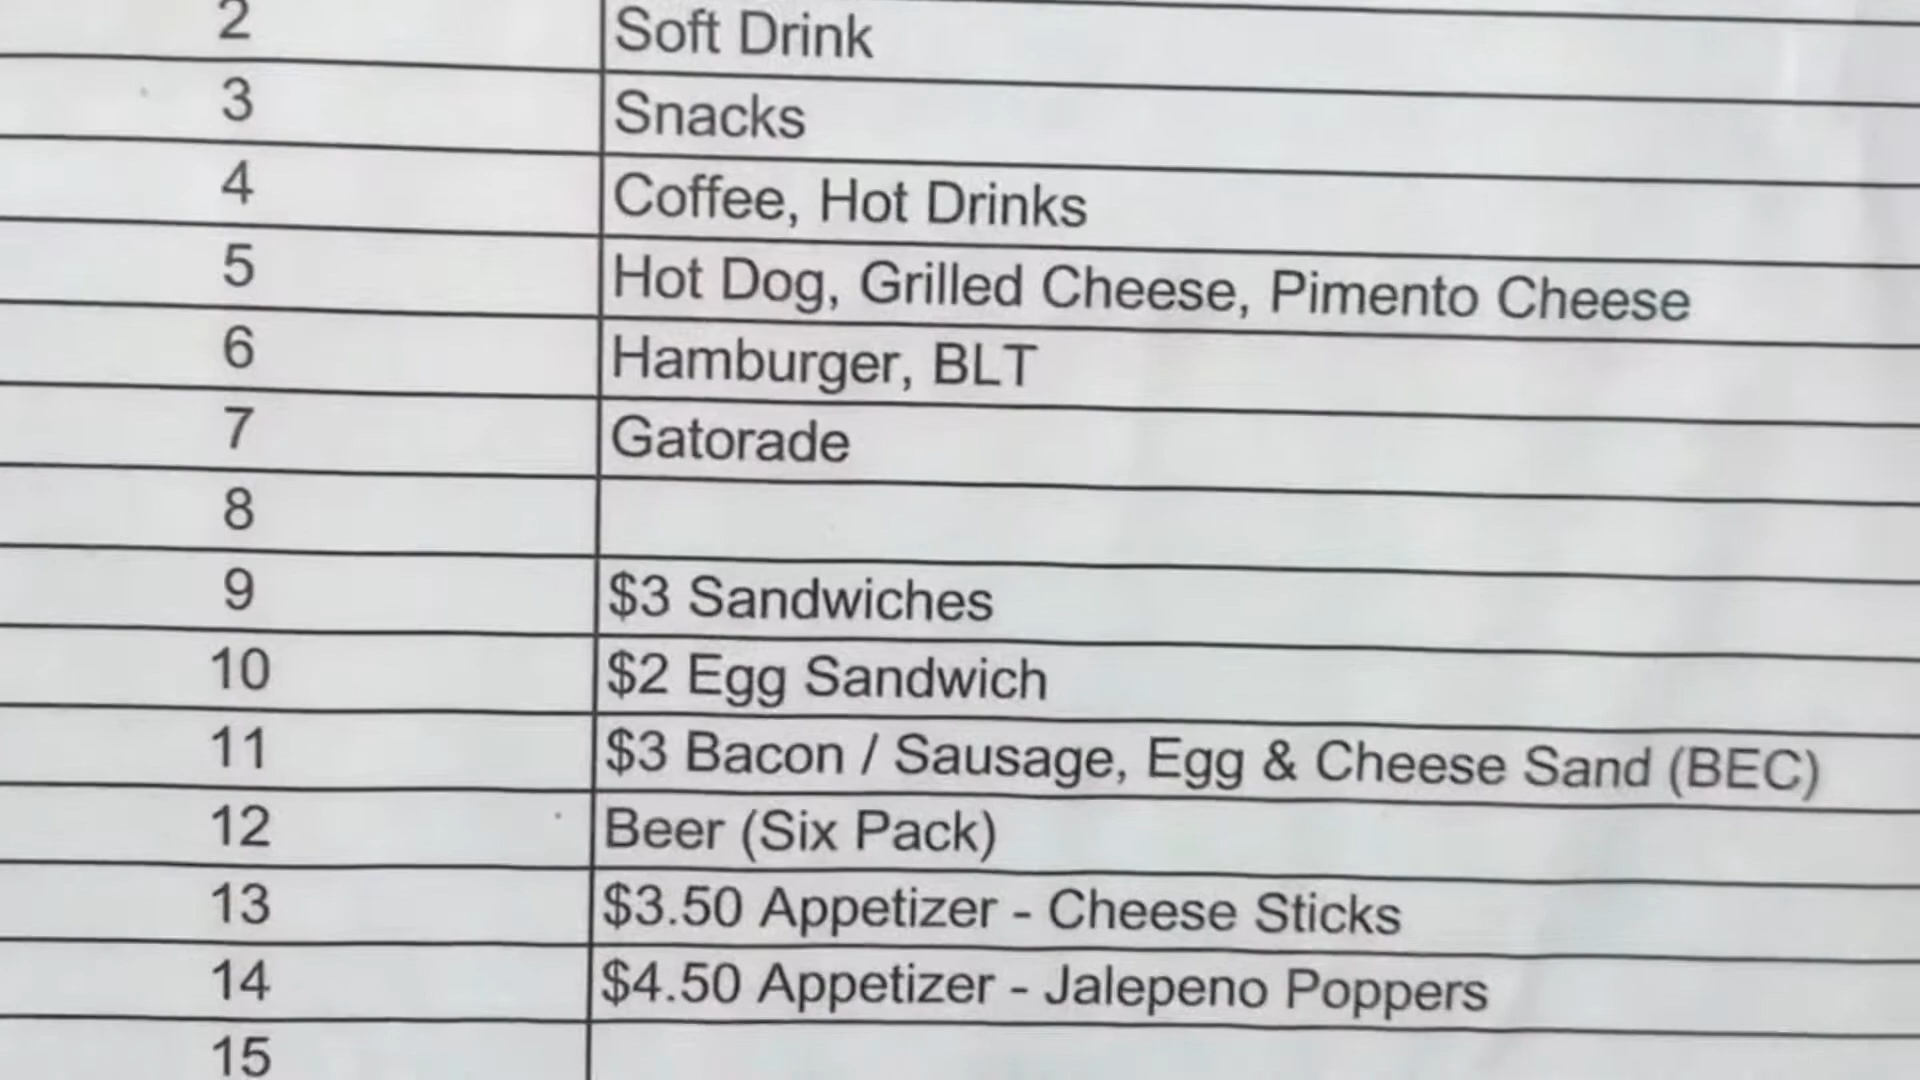 2 Soft Drink
3 Snacks
4 Coffee, Hot Drinks
5 Hot Dog, Grilled Cheese, Pimento Cheese
6 Hamburger, BLT
7 Gatorade
8
9 $3 Sandwiches
10 $2 Egg Sandwich
11 $3 Bacon / Sausage, Egg & Cheese Sand (BEC)
12 Beer (Six Pack)
13 $3.50 Appetizer - Cheese Sticks
14 $4.50 Appetizer - Jalepeno Poppers
15